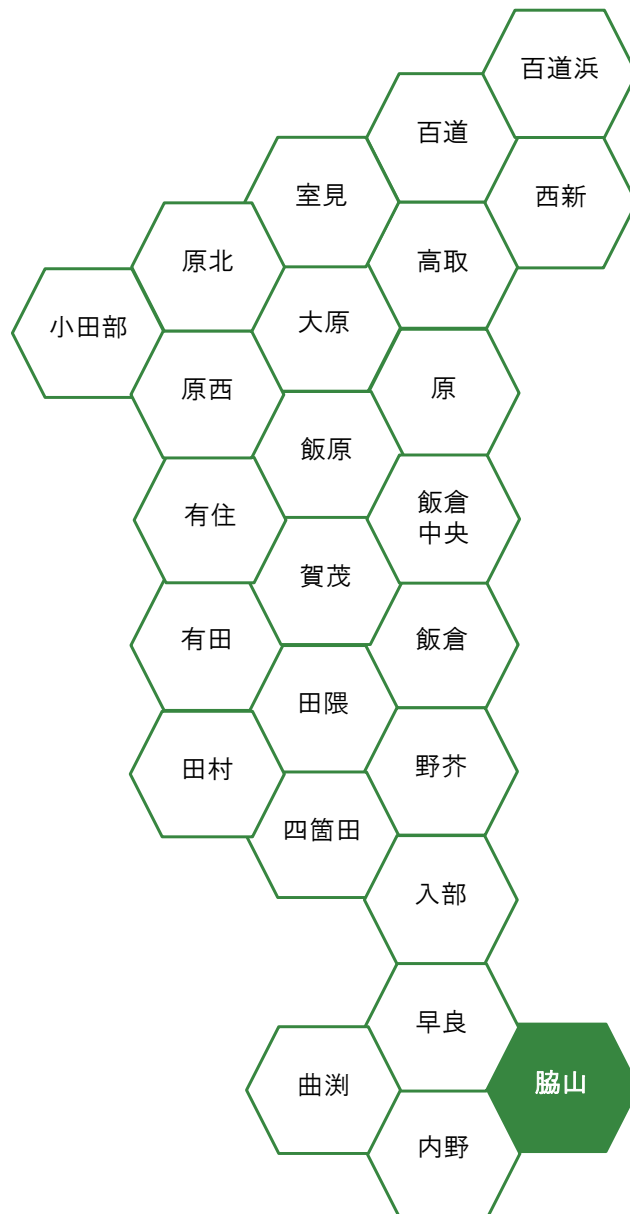 百道浜
百道
室見
西新
原北
高取
小田部
大原
原西
原
飯原
有住
飯倉
中央
賀茂
有田
飯倉
田隈
田村
野芥
四箇田
入部
早良
曲渕
脇山
内野